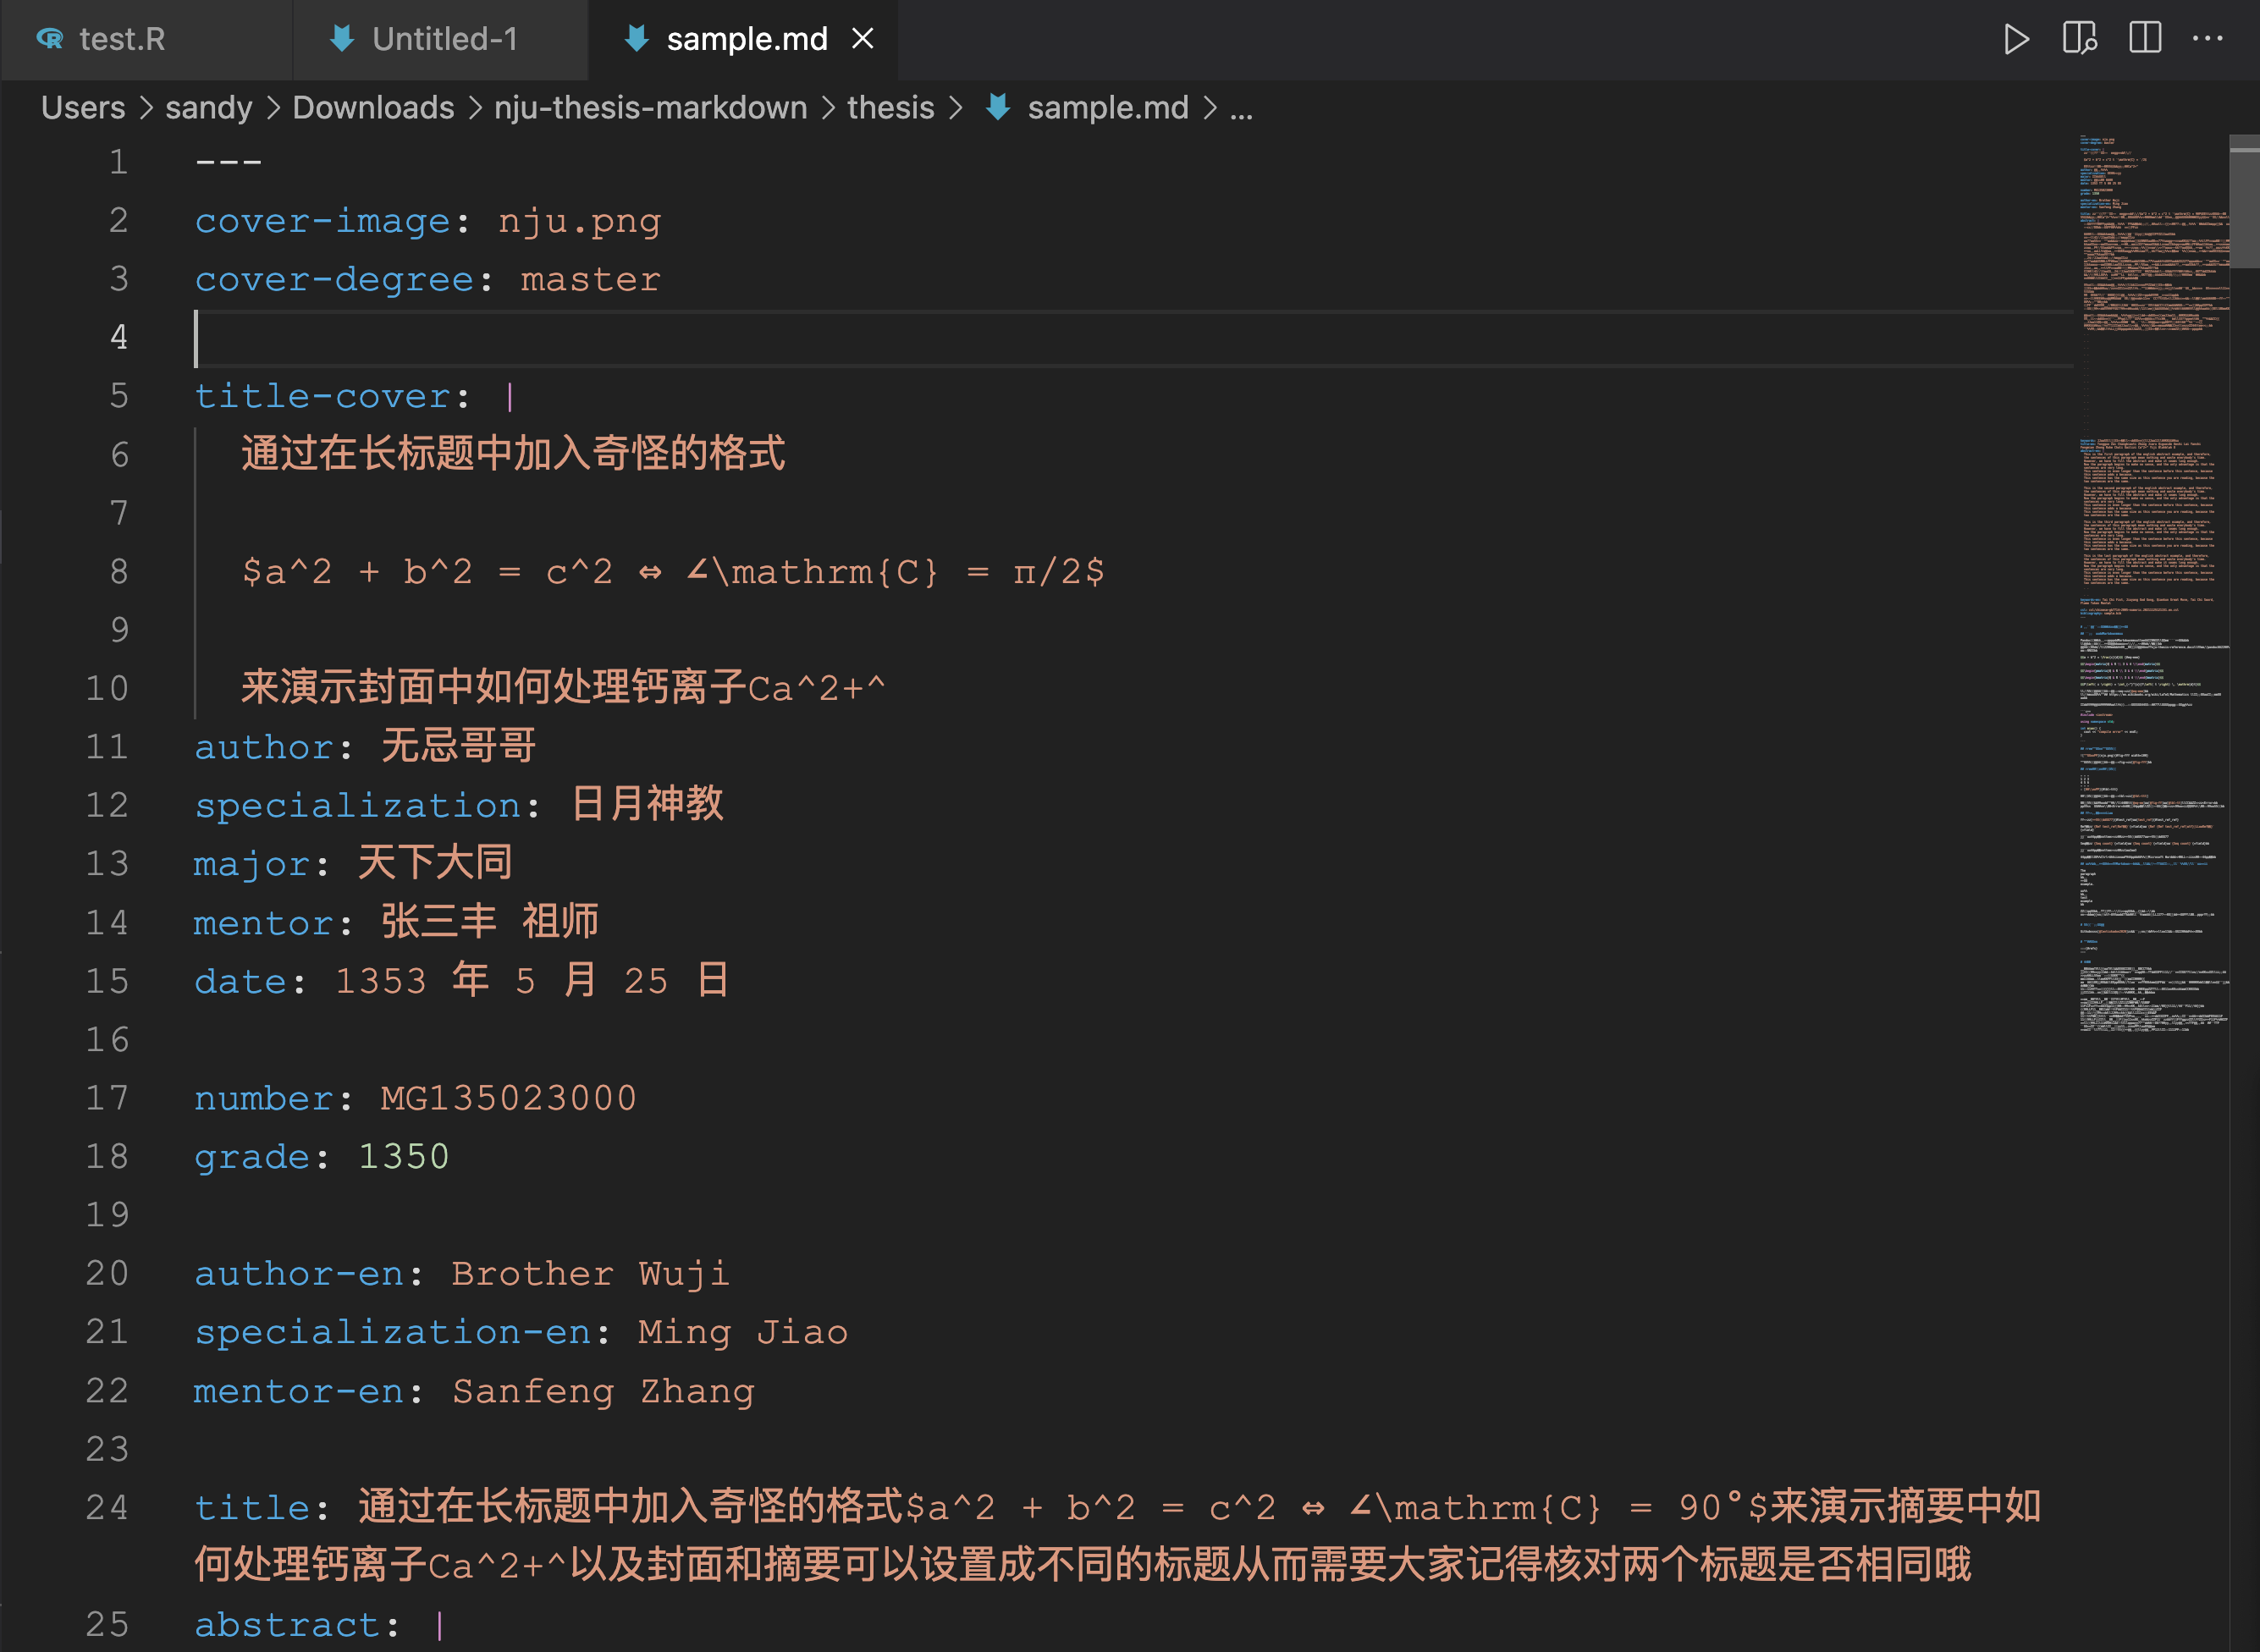 test.R
Untitled-1
sample.md
Users > sandy > Downloads > nju-thesis-markdown > thesis > sample.md > ...
1 ---
2 cover-image: nju.png
3 cover-degree: master
4
5 title-cover: |
6 通过在长标题中加入奇怪的格式
7
8 $a^2 + b^2 = c^2 ⇔ ∠\mathrm{C} = π/2$
9
10 来演示封面中如何处理钙离子Ca^2+^
11 author: 无忌哥哥
12 specialization: 日月神教
13 major: 天下大同
14 mentor: 张三丰 祖师
15 date: 1353 年 5 月 25 日
16
17 number: MG135023000
18 grade: 1350
19
20 author-en: Brother Wuji
21 specialization-en: Ming Jiao
22 mentor-en: Sanfeng Zhang
23
24 title: 通过在长标题中加入奇怪的格式$a^2 + b^2 = c^2 ⇔ ∠\mathrm{C} = 90°$来演示摘要中如
何处理钙离子Ca^2+^以及封面和摘要可以设置成不同的标题从而需要大家记得核对两个标题是否相同哦
25 abstract: |